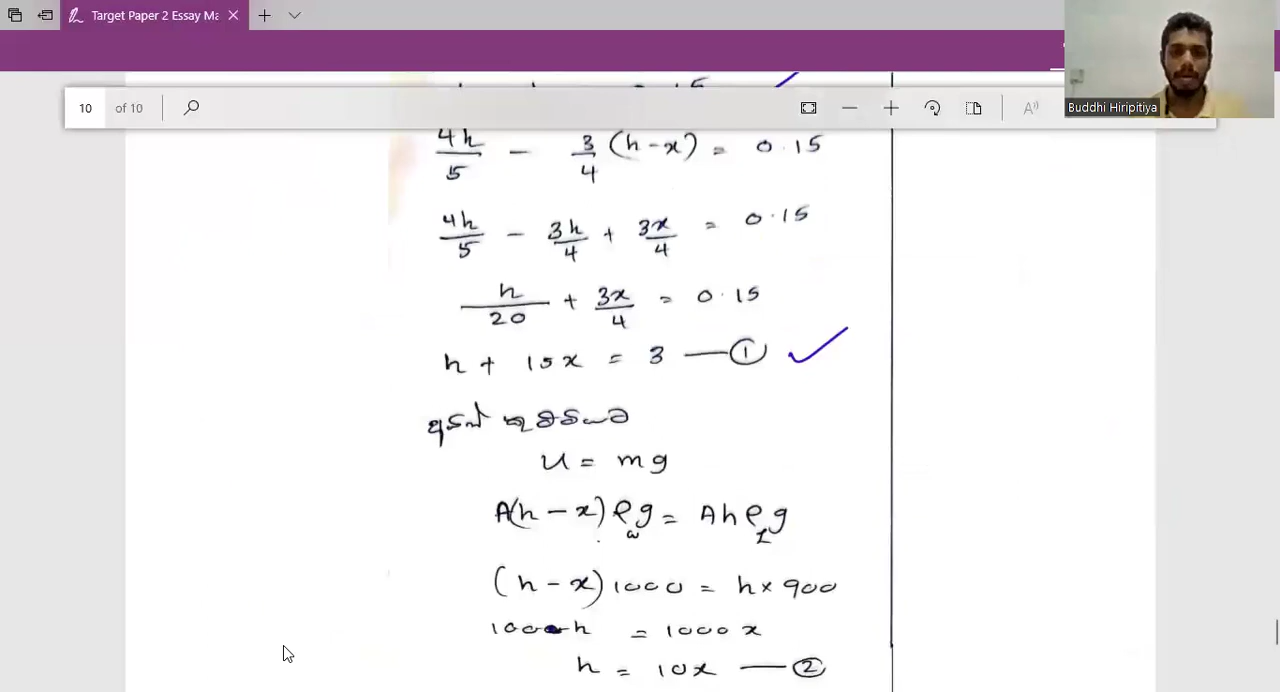 Target Paper 2 Essay Ma
10 of 10
Buddhi Hiripitiya
4h/5 - 3/4 (h-x) = 0.15
4h/5 - 3h/4 + 3x/4 = 0.15
h/20 + 3x/4 = 0.15
h + 15x = 3 — ①
U = mg
A(h-x)ρ_w g = Ahρ_I g
(h-x)1000 = h×900
100h = 1000x
h = 10x — ②